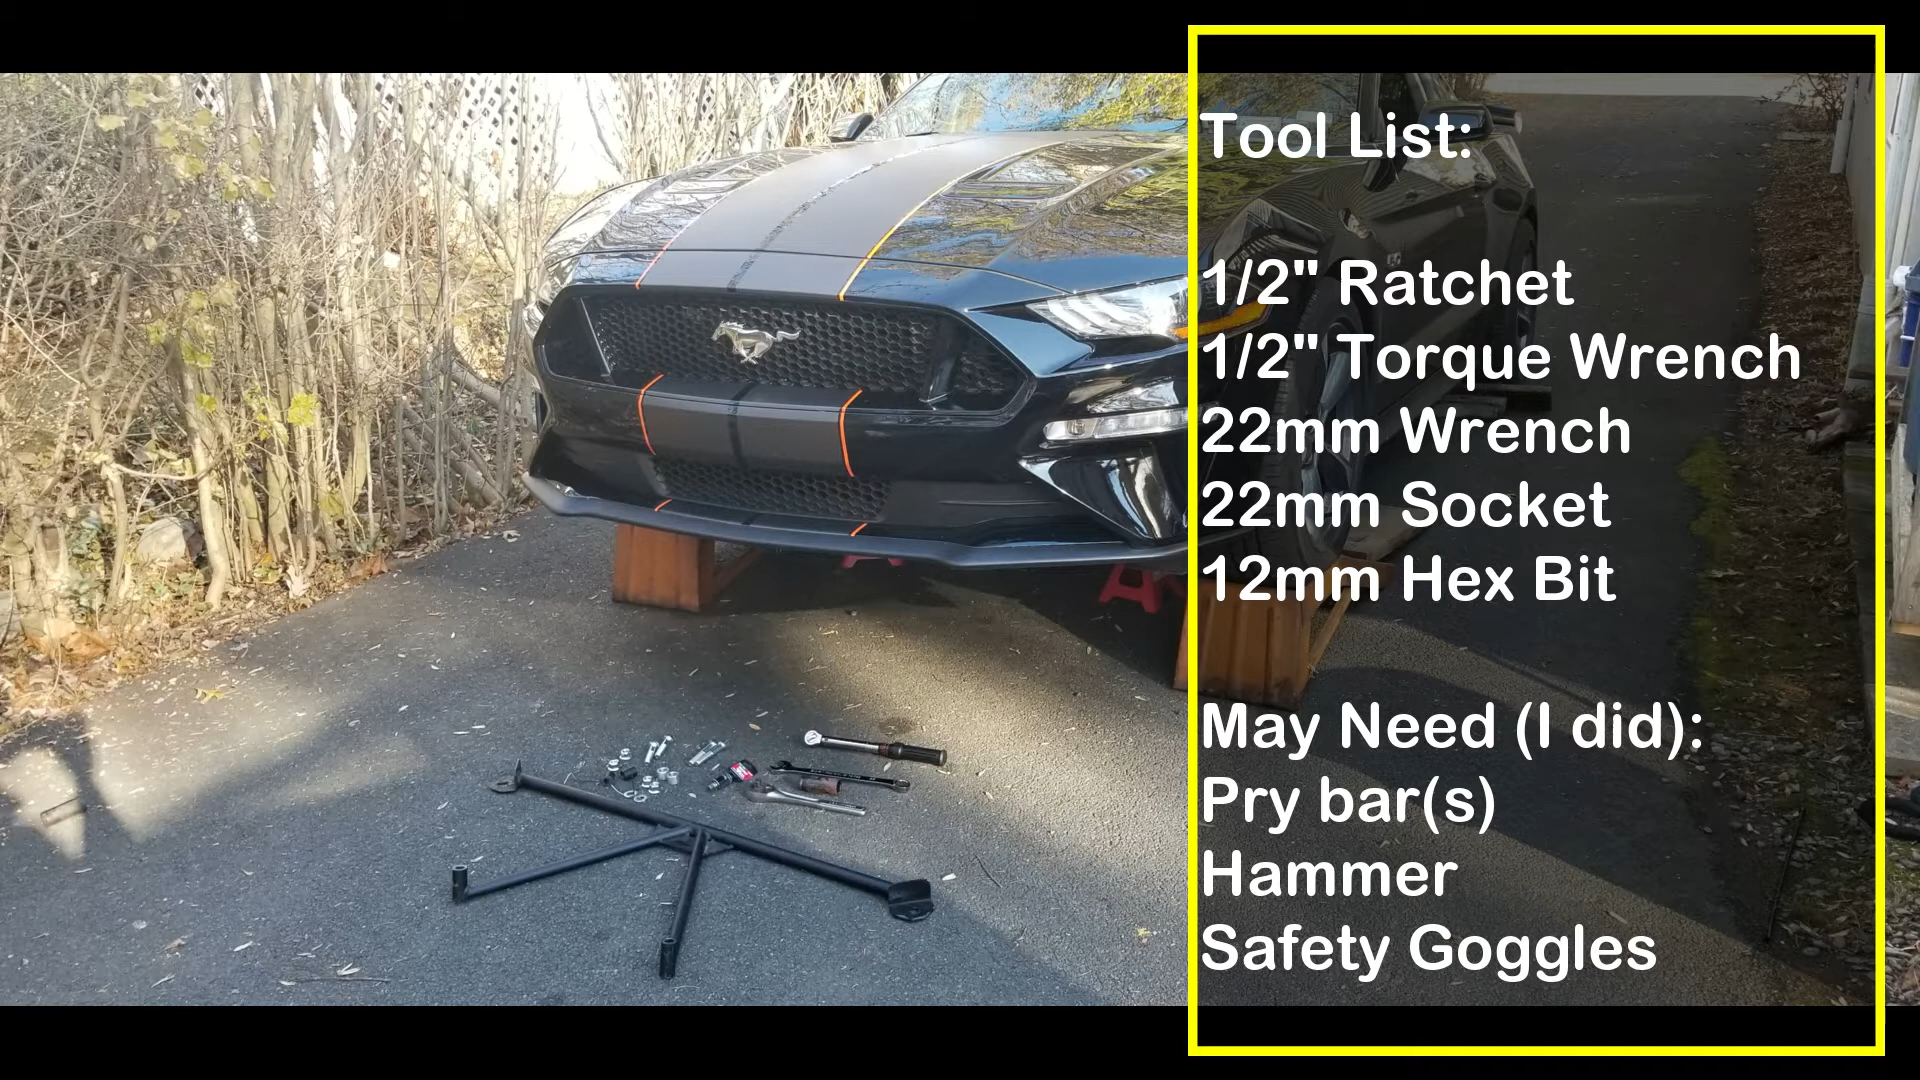 Tool List:
1/2" Ratchet
1/2" Torque Wrench
22mm Wrench
22mm Socket
12mm Hex Bit
May Need (I did):
Pry bar(s)
Hammer
Safety Goggles